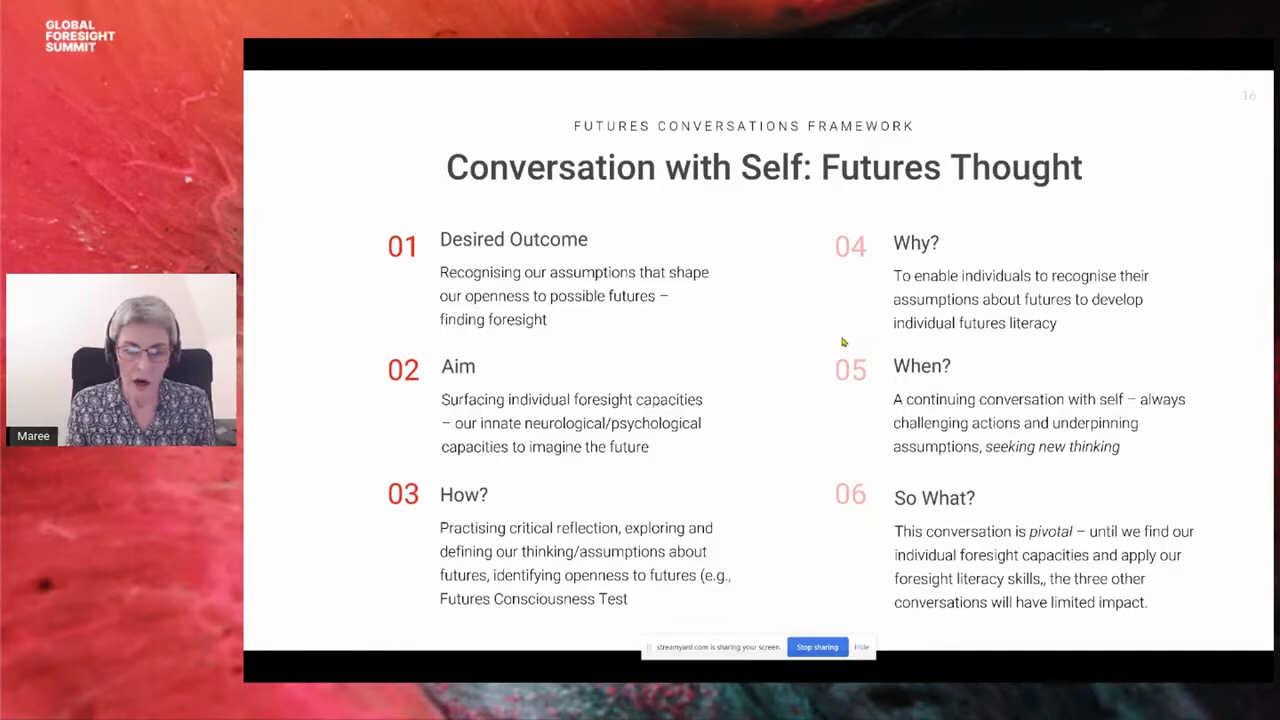 GLOBAL
FORESIGHT
SUMMIT
16
FUTURES CONVERSATIONS FRAMEWORK
Conversation with Self: Futures Thought
01
Desired Outcome
Recognising our assumptions that shape
our openness to possible futures –
finding foresight
02
Aim
Surfacing individual foresight capacities
– our innate neurological/psychological
capacities to imagine the future
03
How?
Practising critical reflection, exploring and
defining our thinking/assumptions about
futures, identifying openness to futures (e.g.,
Futures Consciousness Test
04
Why?
To enable individuals to recognise their
assumptions about futures to develop
individual futures literacy
05
When?
A continuing conversation with self – always
challenging actions and underpinning
assumptions, seeking new thinking
06
So What?
This conversation is pivotal – until we find our
individual foresight capacities and apply our
foresight literacy skills,, the three other
conversations will have limited impact.
Maree
streamyard.com is sharing your screen.
Stop sharing
Hide